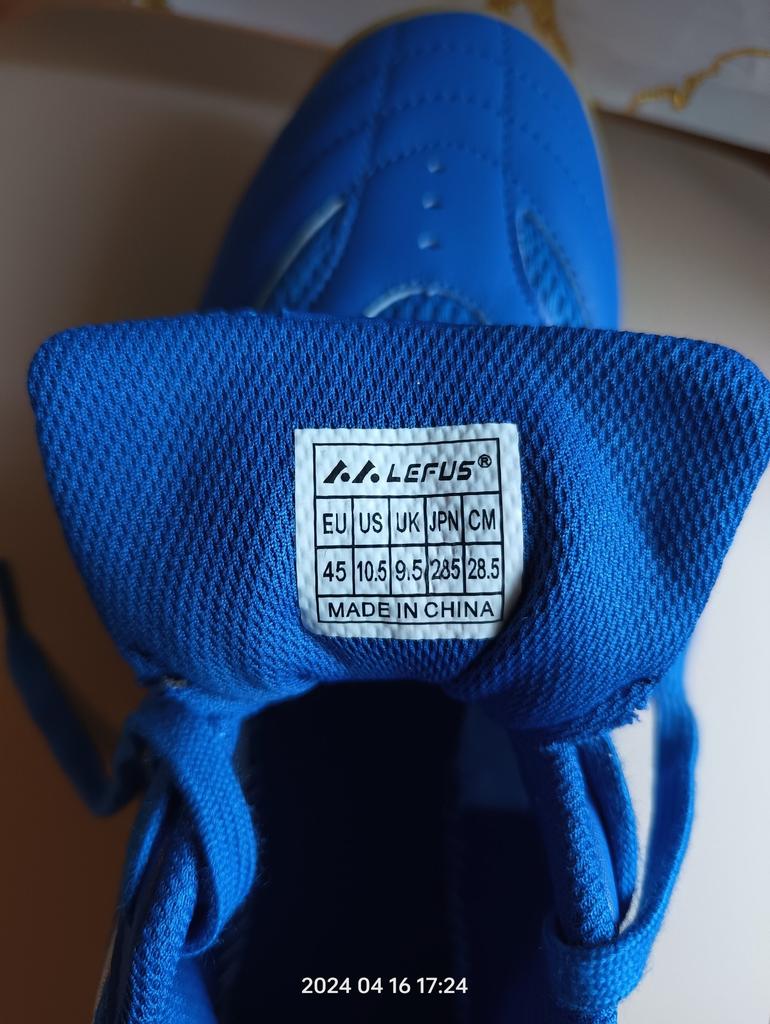 LEFUS®
EU US UK JPN CM
45 10.5 9.5 285 28.5
MADE IN CHINA
2024 04 16 17:24